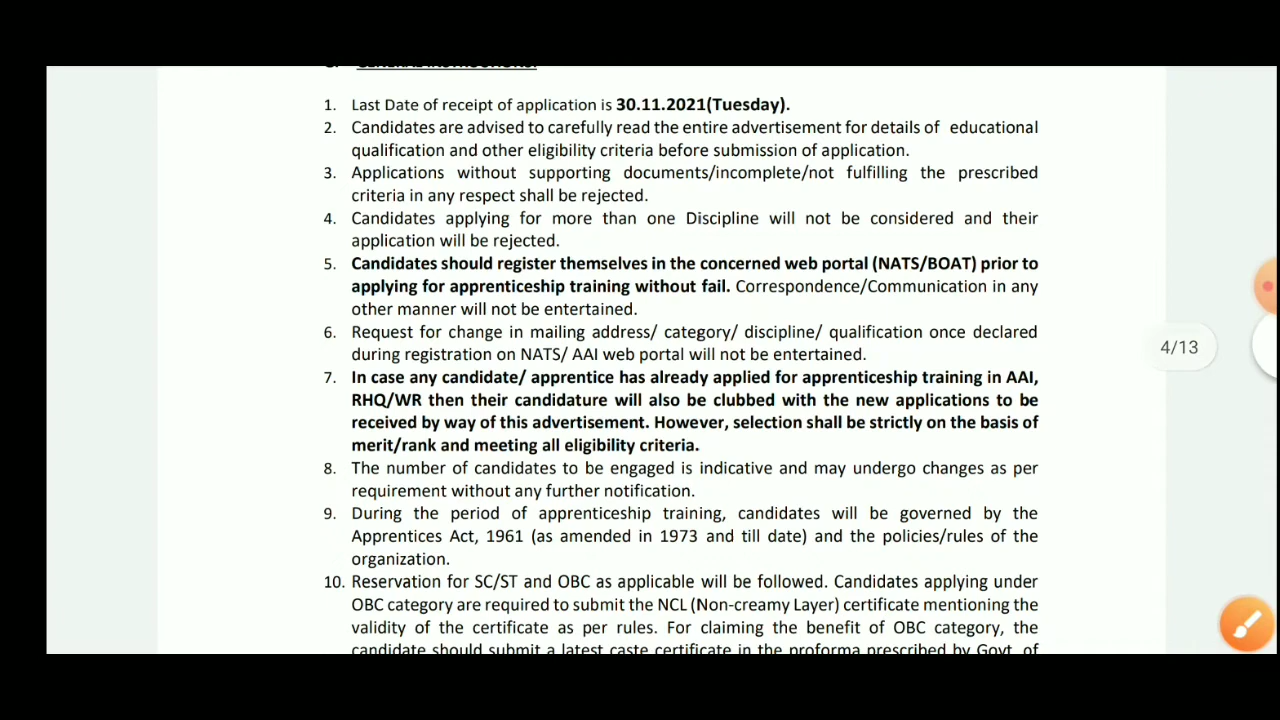 1. Last Date of receipt of application is 30.11.2021(Tuesday).
2. Candidates are advised to carefully read the entire advertisement for details of educational
qualification and other eligibility criteria before submission of application.
3. Applications without supporting documents/incomplete/not fulfilling the prescribed
criteria in any respect shall be rejected.
4. Candidates applying for more than one Discipline will not be considered and their
application will be rejected.
5. Candidates should register themselves in the concerned web portal (NATS/BOAT) prior to
applying for apprenticeship training without fail. Correspondence/Communication in any
other manner will not be entertained.
6. Request for change in mailing address/ category/ discipline/ qualification once declared
during registration on NATS/ AAI web portal will not be entertained.
4/13
7. In case any candidate/ apprentice has already applied for apprenticeship training in AAI,
RHQ/WR then their candidature will also be clubbed with the new applications to be
received by way of this advertisement. However, selection shall be strictly on the basis of
merit/rank and meeting all eligibility criteria.
8. The number of candidates to be engaged is indicative and may undergo changes as per
requirement without any further notification.
9. During the period of apprenticeship training, candidates will be governed by the
Apprentices Act, 1961 (as amended in 1973 and till date) and the policies/rules of the
organization.
10. Reservation for SC/ST and OBC as applicable will be followed. Candidates applying under
OBC category are required to submit the NCL (Non-creamy Layer) certificate mentioning the
validity of the certificate as per rules. For claiming the benefit of OBC category, the
candidate should submit a latest caste certificate in the proforma prescribed by Govt. of